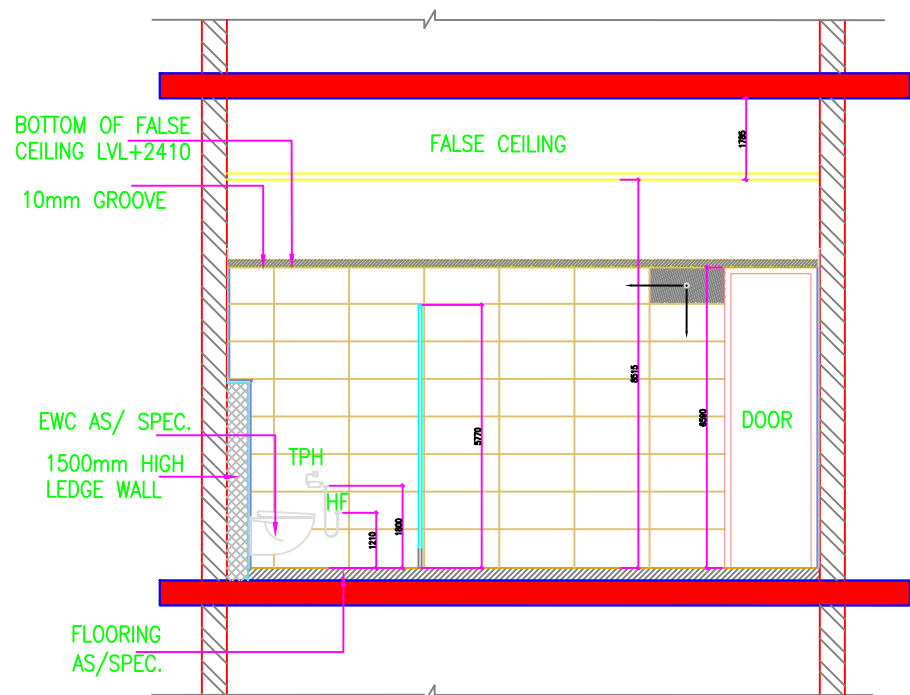 BOTTOM OF FALSE
CEILING LVL+2410
FALSE CEILING
1785
10mm GROOVE
EWC AS/ SPEC.
1500mm HIGH
LEDGE WALL
TPH
HF
1210
1800
5770
8515
6590
DOOR
FLOORING
AS/SPEC.